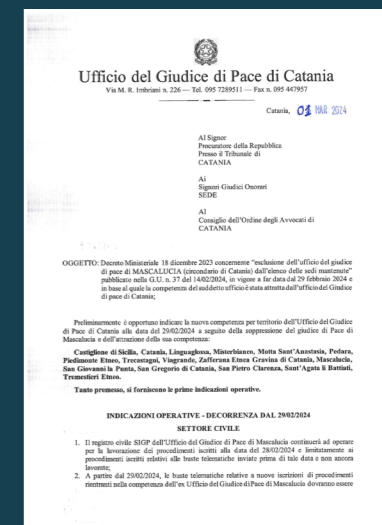 Ufficio del Giudice di Pace di Catania
Via M. R. Imbriani n. 226 — Tel. 095 7289511 — Fax n. 095 447957
Catania, 01 MAR 2024
Al Signor
Procuratore della Repubblica
Presso il Tribunale di
CATANIA
Ai
Signori Giudici Onorari
SEDE
Al
Consiglio dell'Ordine degli Avvocati di
CATANIA
OGGETTO: Decreto Ministeriale 18 dicembre 2023 concernente "esclusione dell'ufficio del giudice
di pace di MASCALUCIA (circondario di Catania) dall'elenco delle sedi mantenute"
pubblicato nella G.U. n. 37 del 14/02/2024, in vigore a far data dal 29 febbraio 2024 e
in base al quale la competenza del suddetto ufficio è stata attratta dall'ufficio del Giudice
di pace di Catania;
Preliminarmente è opportuno indicare la nuova competenza per territorio dell'Ufficio del Giudice
di Pace di Catania alla data del 29/02/2024 a seguito della soppressione del giudice di Pace di
Mascalucia e dell'attrazione della sua competenza:
Castiglione di Sicilia, Catania, Linguaglossa, Misterbianco, Motta Sant'Anastasia, Pedara,
Piedimonte Etneo, Trecastagni, Viagrande, Zafferana Etnea Gravina di Catania, Mascalucia,
San Giovanni la Punta, San Gregorio di Catania, San Pietro Clarenza, Sant'Agata li Battiati,
Tremestieri Etneo.
Tanto premesso, si forniscono le prime indicazioni operative.
INDICAZIONI OPERATIVE - DECORRENZA DAL 29/02/2024
SETTORE CIVILE
1. Il registro civile SIGP dell'Ufficio del Giudice di Pace di Mascalucia continuerà ad operare
per la lavorazione dei procedimenti iscritti alla data del 28/02/2024 e limitatamente ai
procedimenti iscritti relativi alle buste telematiche inviate prima di tale data e non ancora
lavorate;
2. A partire dal 29/02/2024, le buste telematiche relative a nuove iscrizioni di procedimenti
rientranti nella competenza dell'ex Ufficio del Giudice di Pace di Mascalucia dovranno essere